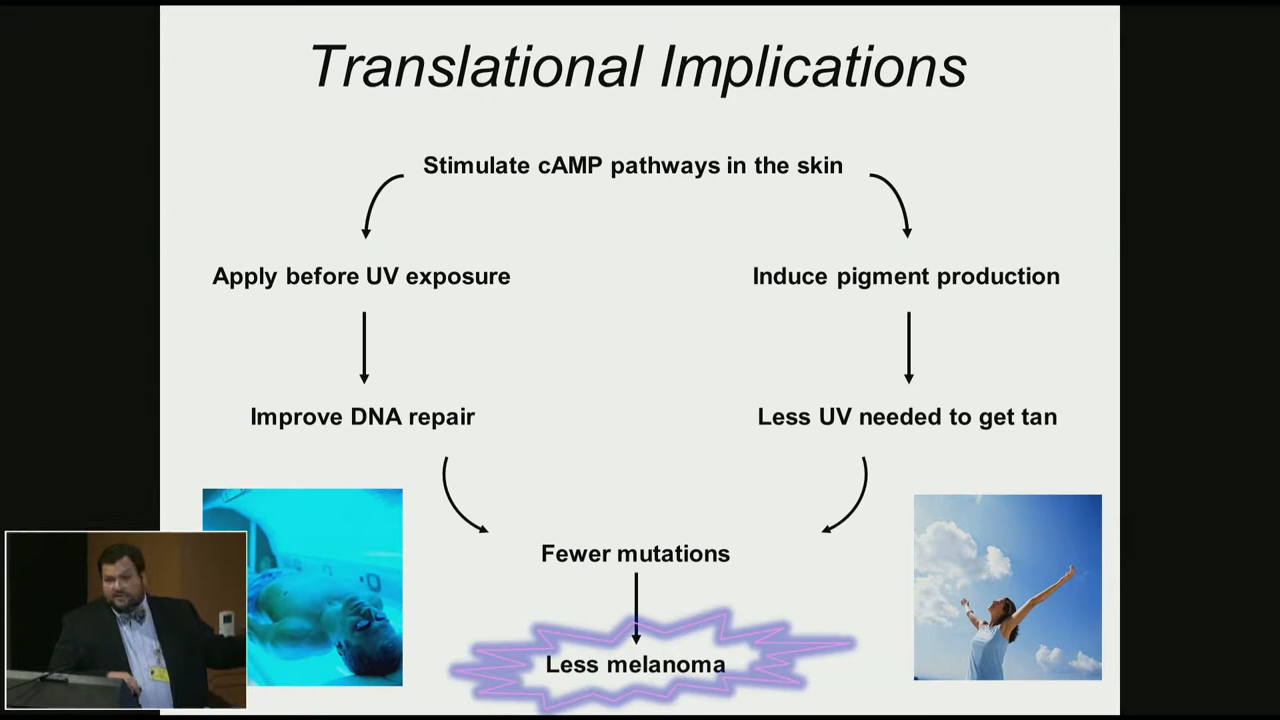 Translational Implications
Stimulate cAMP pathways in the skin
Apply before UV exposure
Induce pigment production
Improve DNA repair
Less UV needed to get tan
Fewer mutations
Less melanoma